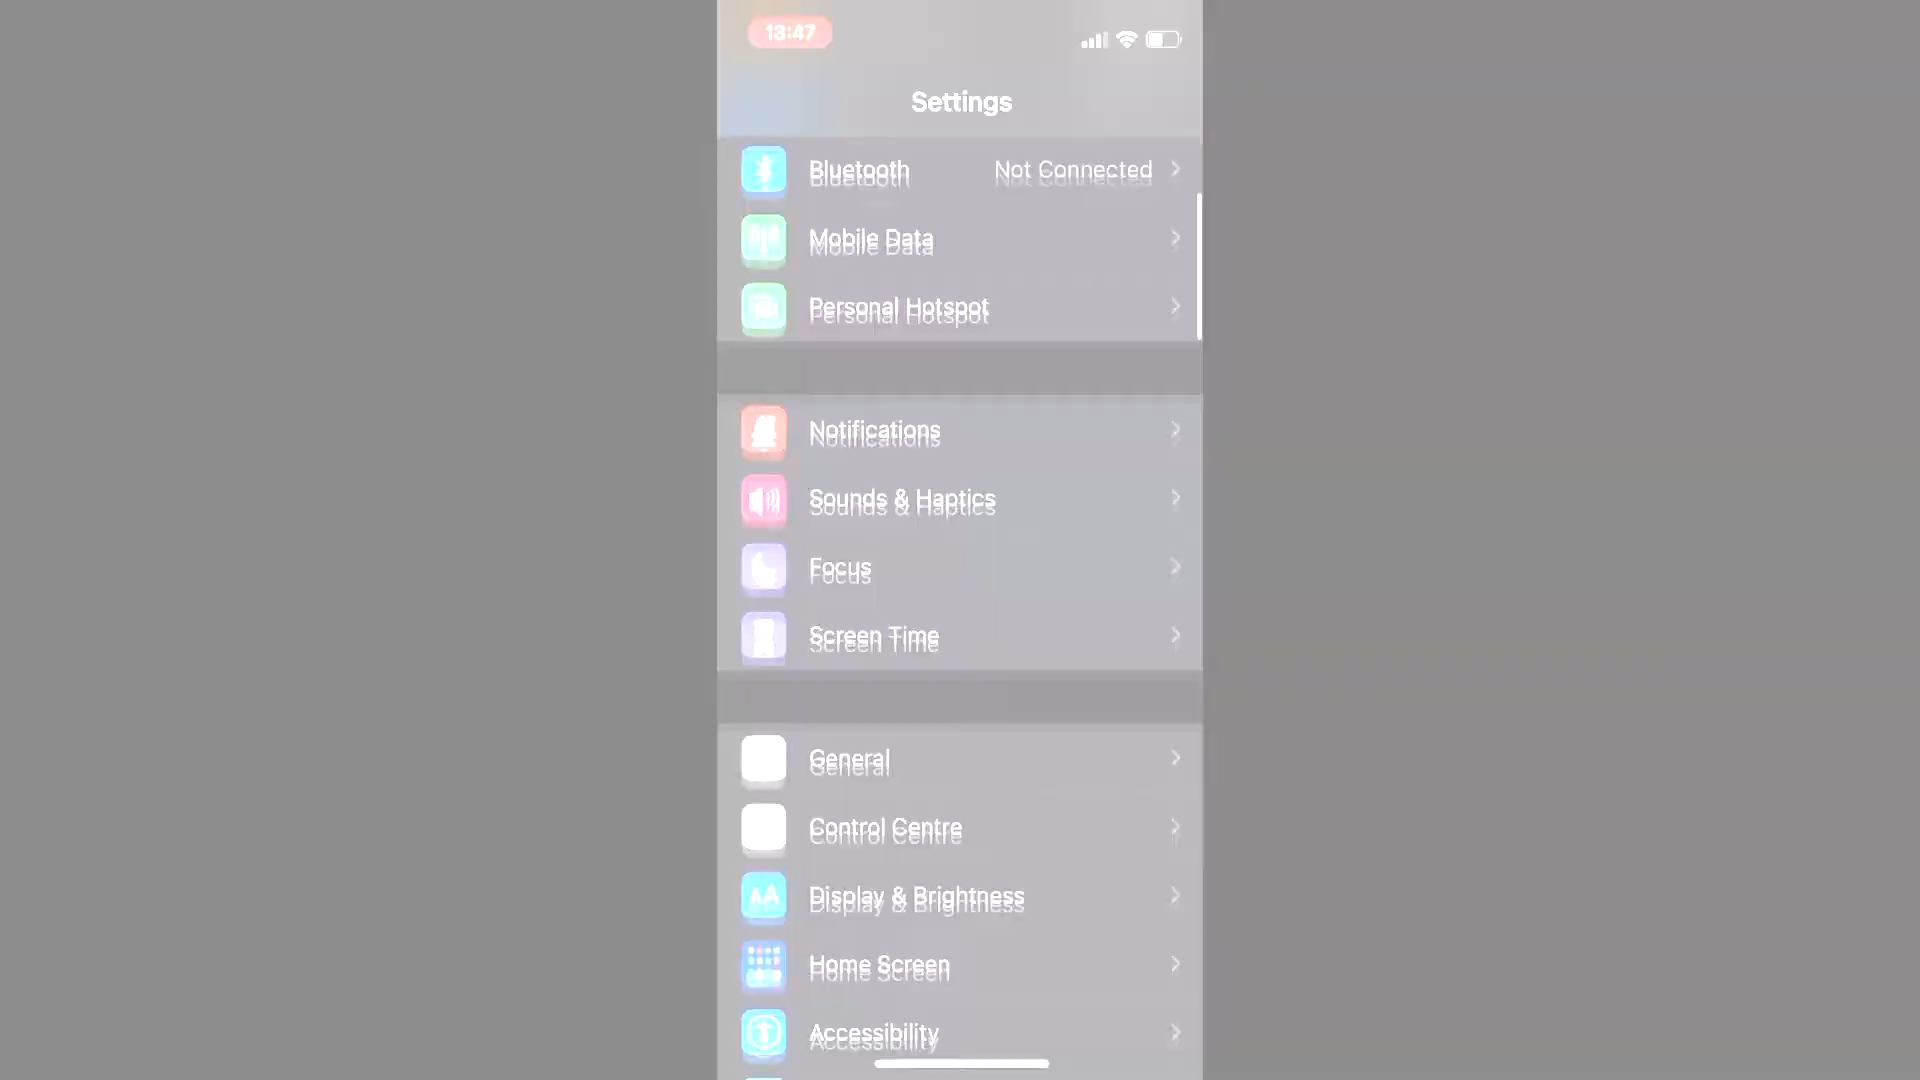 13:47
Settings
Bluetooth Not Connected
Mobile Data
Personal Hotspot
Notifications
Sounds & Haptics
Focus
Screen Time
General
Control Centre
AA Display & Brightness
Home Screen
Accessibility